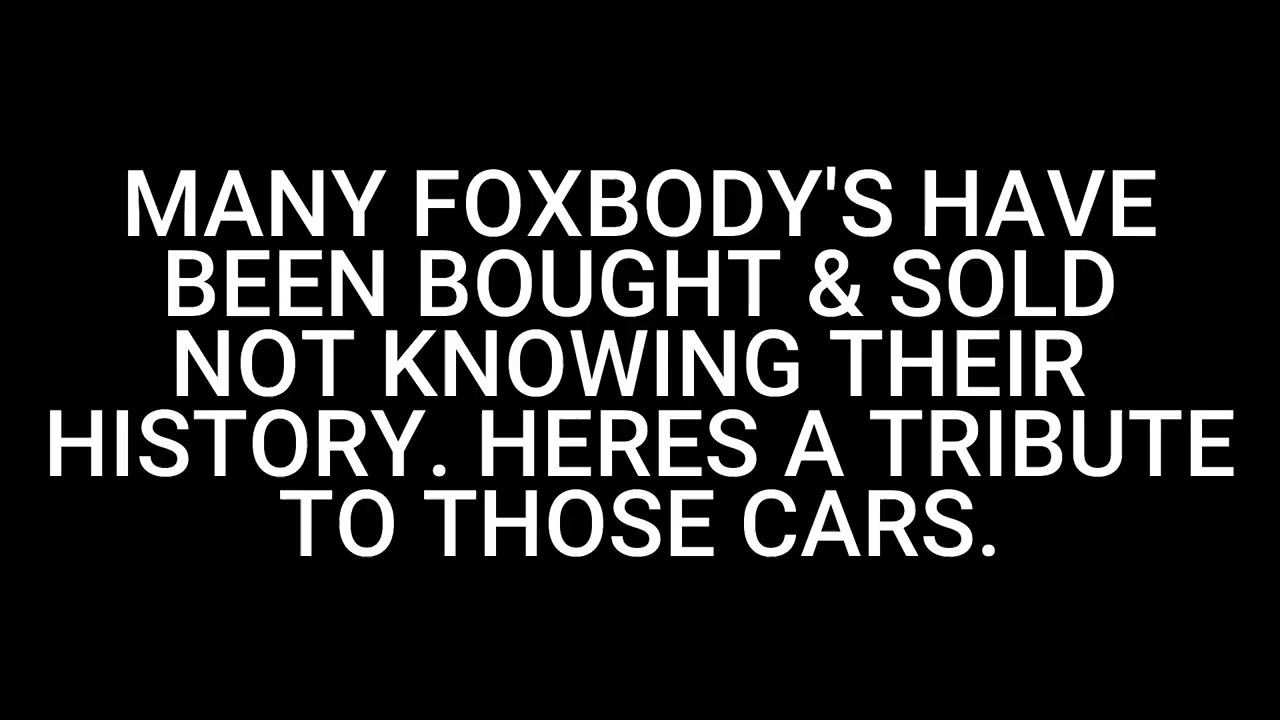 MANY FOXBODY'S HAVE
BEEN BOUGHT & SOLD
NOT KNOWING THEIR
HISTORY. HERES A TRIBUTE
TO THOSE CARS.